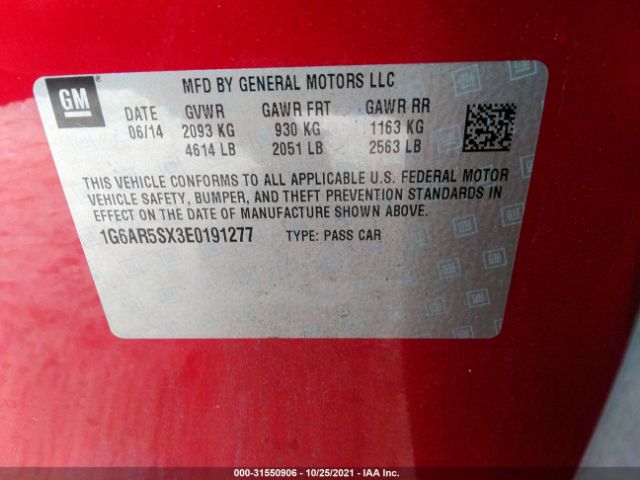 GM
®
MFD BY GENERAL MOTORS LLC
DATE GVWR GAWR FRT GAWR RR
06/14 2093 KG 930 KG 1163 KG
4614 LB 2051 LB 2563 LB
THIS VEHICLE CONFORMS TO ALL APPLICABLE U.S. FEDERAL MOTOR
VEHICLE SAFETY, BUMPER, AND THEFT PREVENTION STANDARDS IN
EFFECT ON THE DATE OF MANUFACTURE SHOWN ABOVE.
1G6AR5SX3E0191277 TYPE: PASS CAR
000-31550906 - 10/25/2021 - IAA Inc.